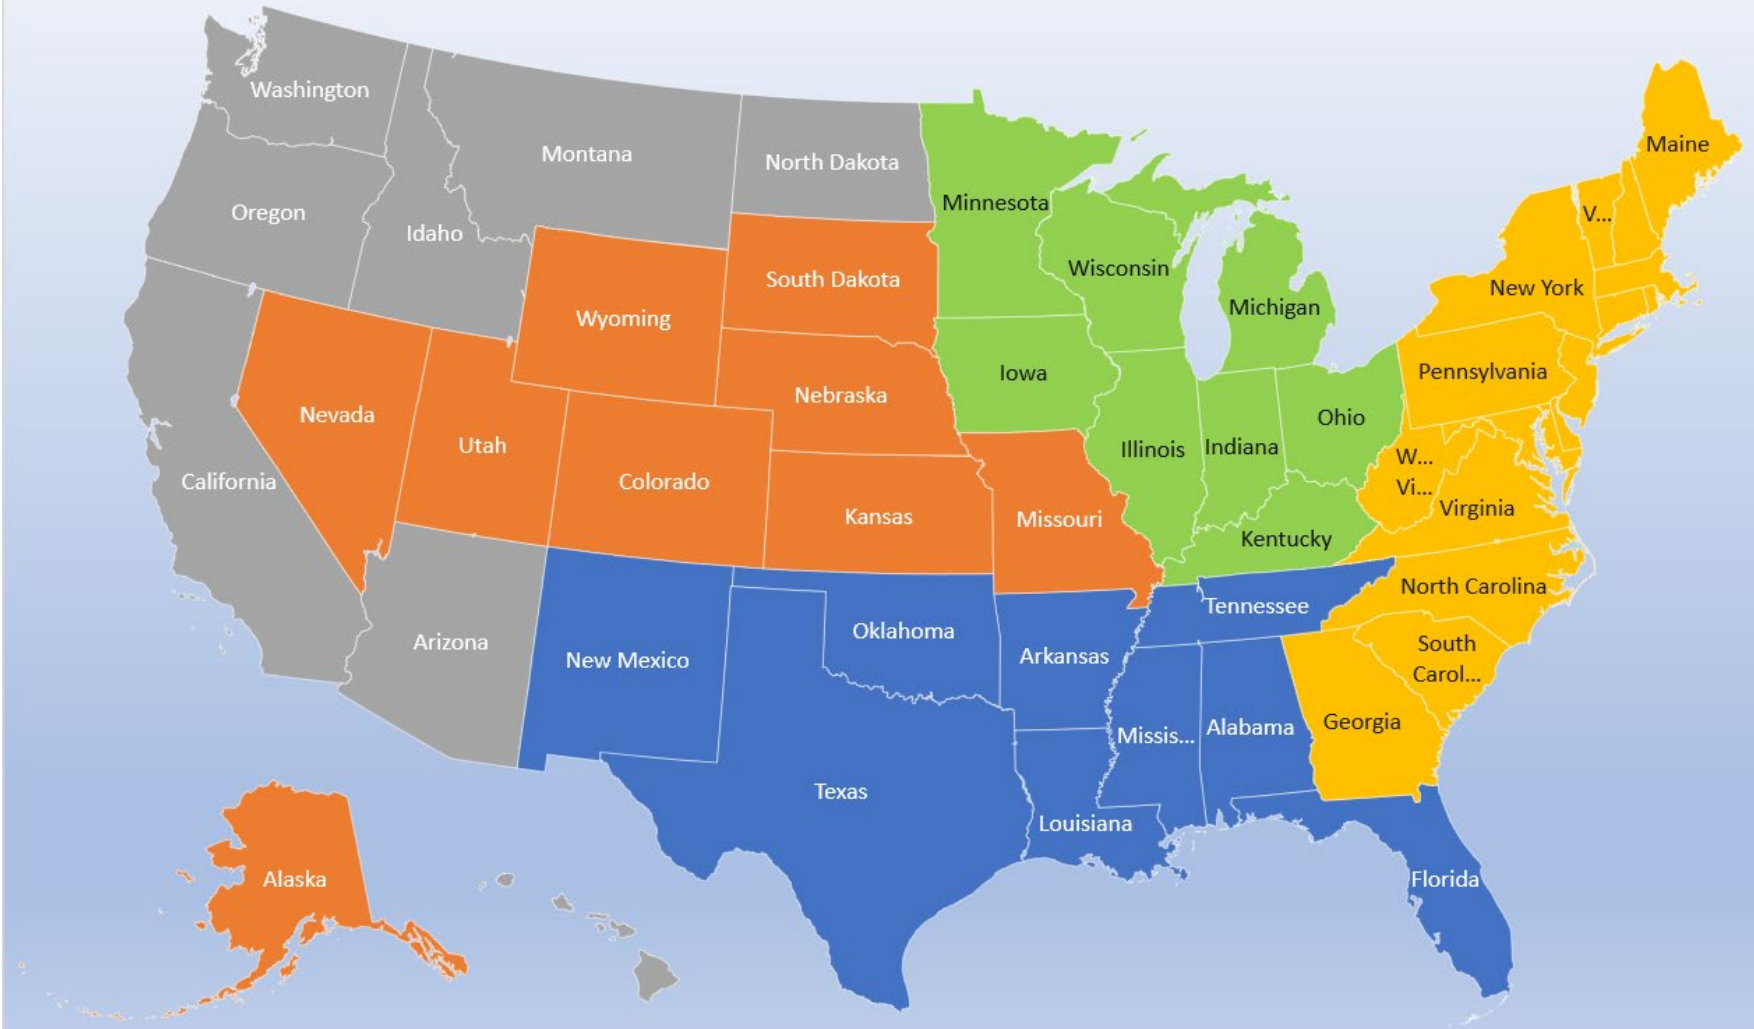 Washington
Montana
North Dakota
Maine
Minnesota
Oregon
Idaho
V...
Wisconsin
South Dakota
New York
Michigan
Wyoming
Iowa
Pennsylvania
Nebraska
Nevada
Ohio
Utah
Illinois
Indiana
W...
Vi...
California
Colorado
Virginia
Kansas
Missouri
Kentucky
North Carolina
Tennessee
Oklahoma
Arizona
South
Carol...
Arkansas
New Mexico
Georgia
Alabama
Missis...
Texas
Louisiana
Alaska
Florida